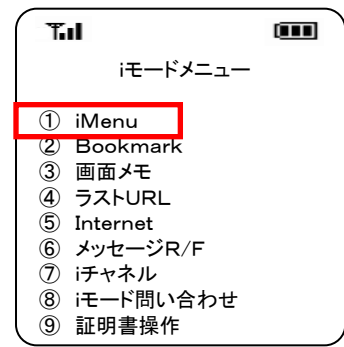 iモードメニュー
① iMenu
② Bookmark
③ 画面メモ
④ ラストURL
⑤ Internet
⑥ メッセージR/F
⑦ iチャネル
⑧ iモード問い合わせ
⑨ 証明書操作